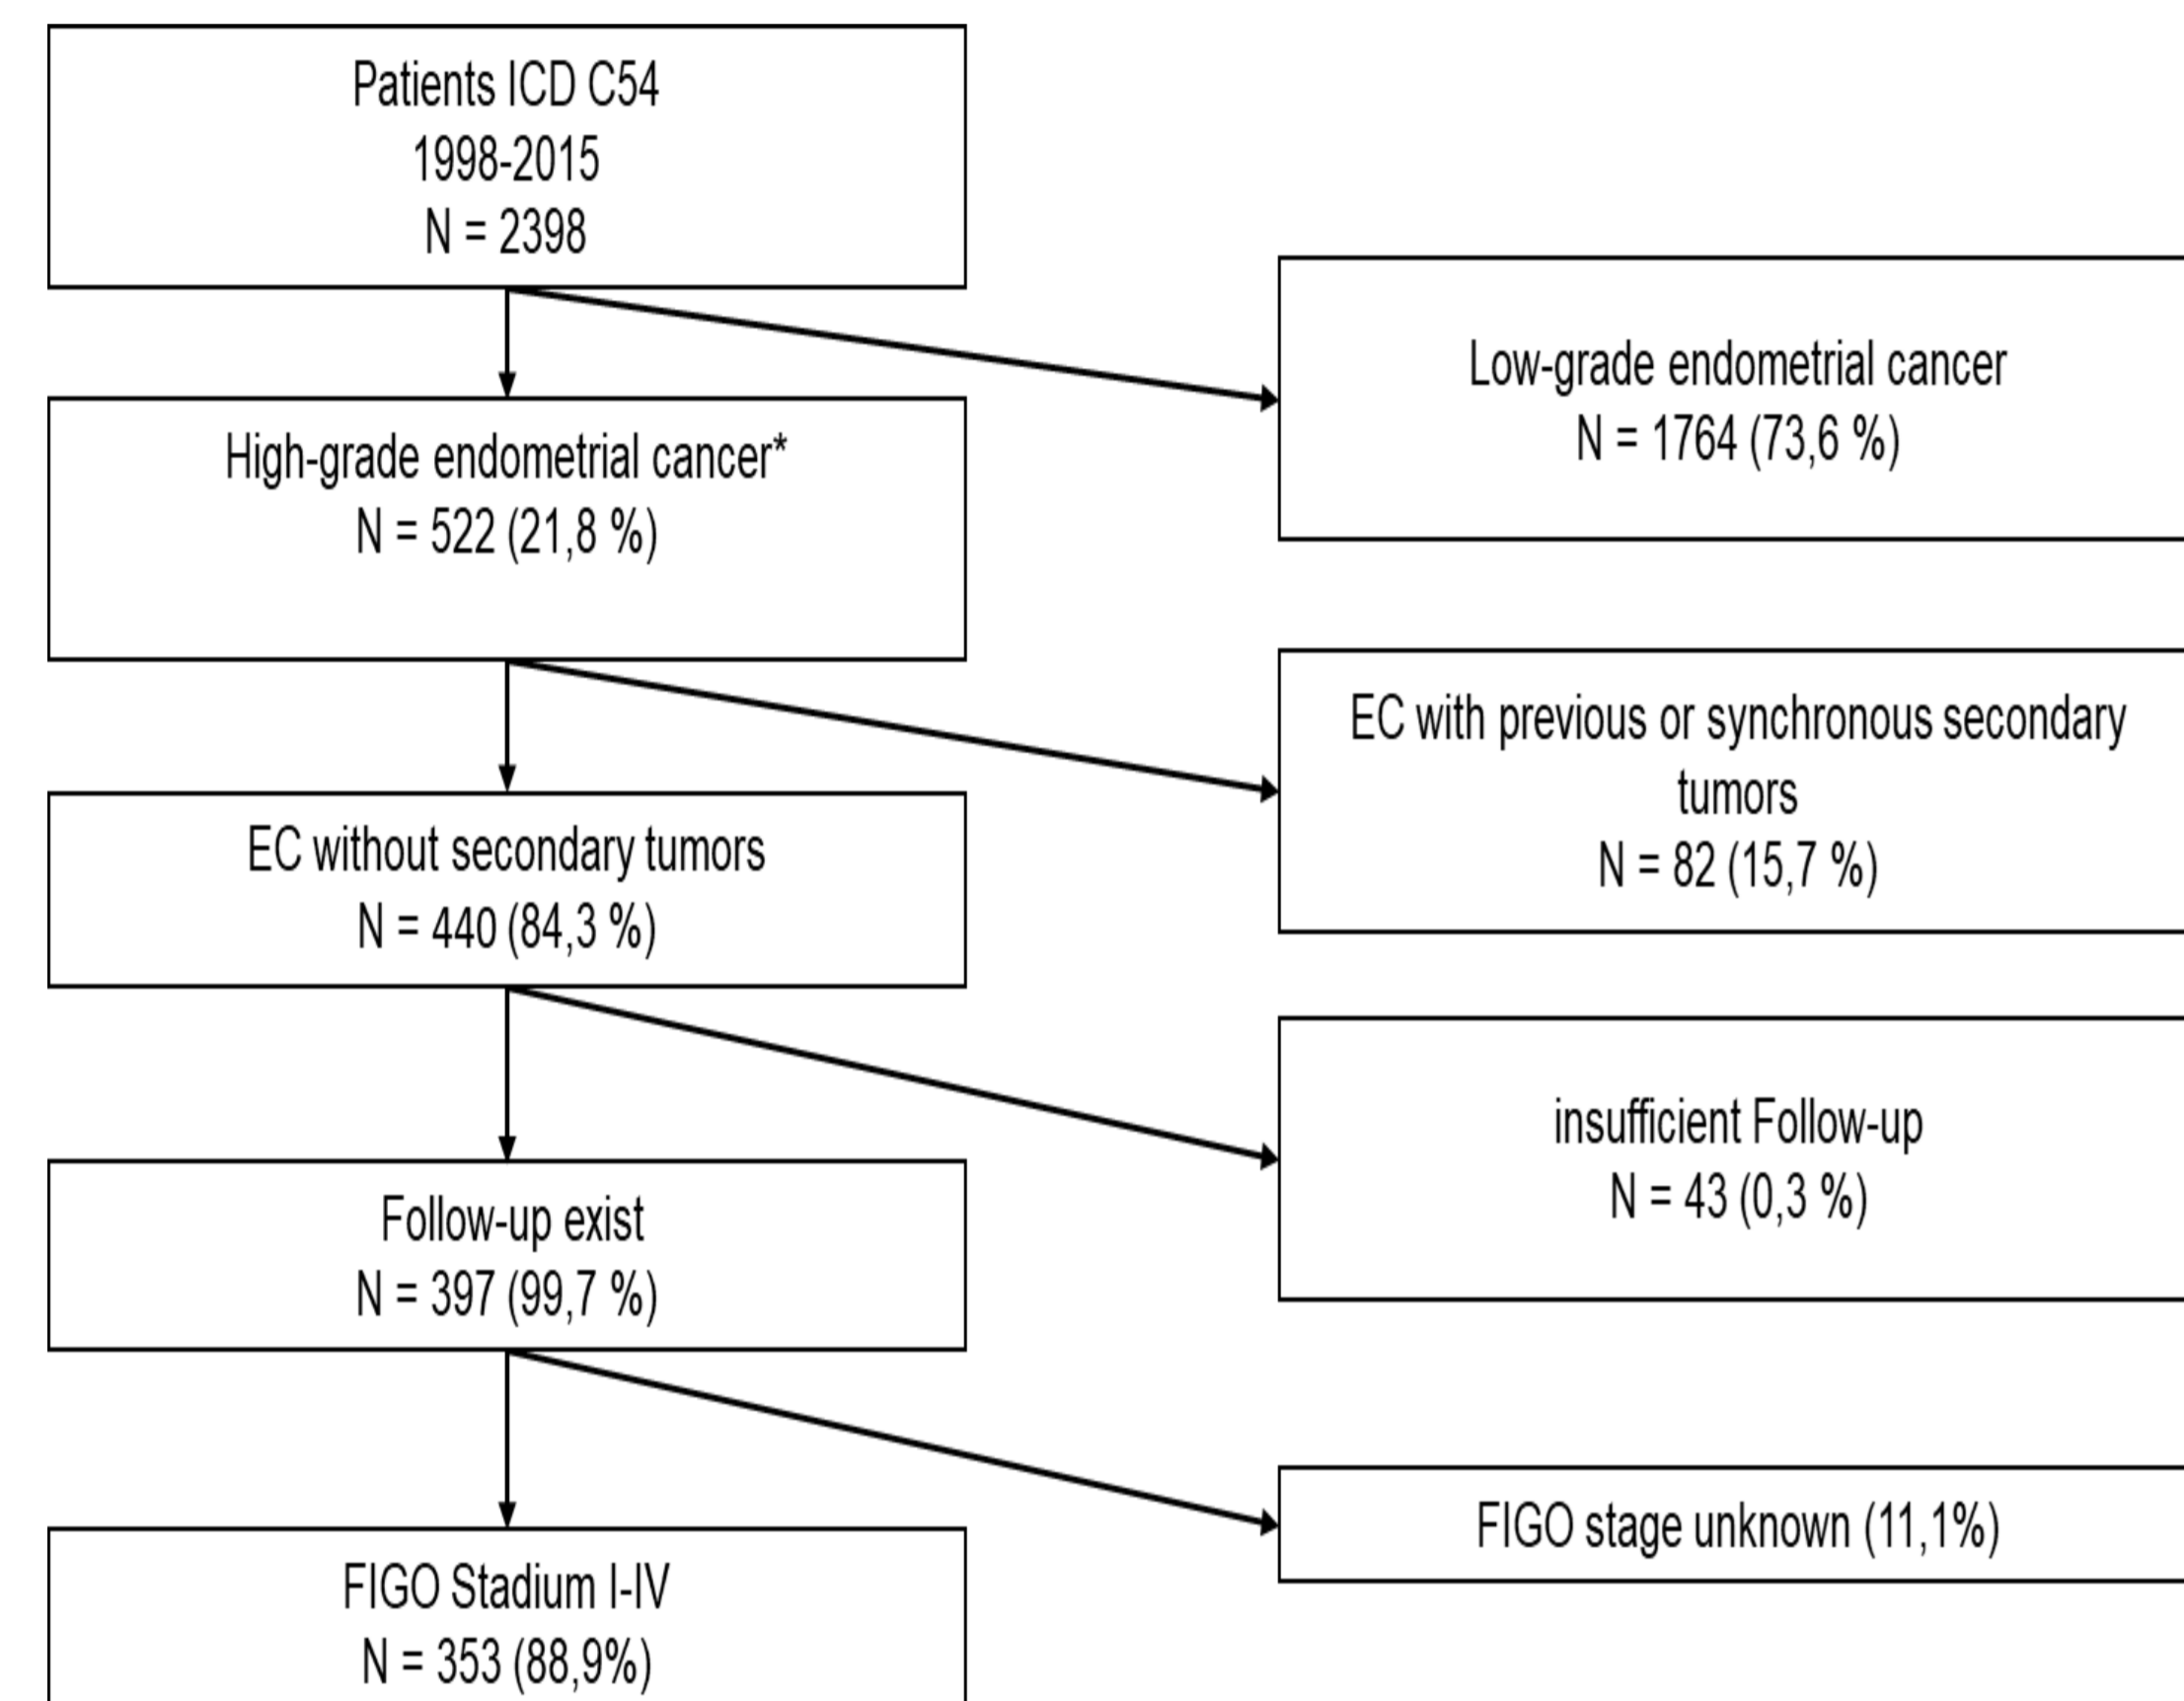 Patients ICD C54
1998-2015
N = 2398
Low-grade endometrial cancer
N = 1764 (73,6 %)
High-grade endometrial cancer*
N = 522 (21,8 %)
EC with previous or synchronous secondary
tumors
N = 82 (15,7 %)
EC without secondary tumors
N = 440 (84,3 %)
insufficient Follow-up
N = 43 (0,3 %)
Follow-up exist
N = 397 (99,7 %)
FIGO stage unknown (11,1%)
FIGO Stadium I-IV
N = 353 (88,9%)